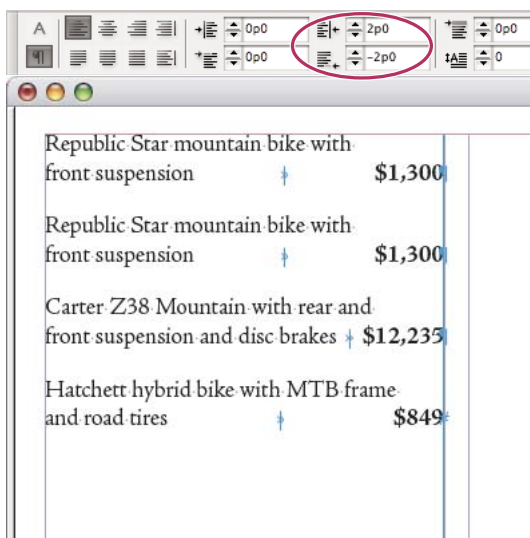 A
0p0
2p0
0p0
¶
0p0
-2p0
A
0
Republic Star mountain bike with
front suspension $1,300
Republic Star mountain bike with
front suspension $1,300
Carter Z38 Mountain with rear and
front suspension and disc brakes $12,235
Hatchett hybrid bike with MTB frame
and road tires $849